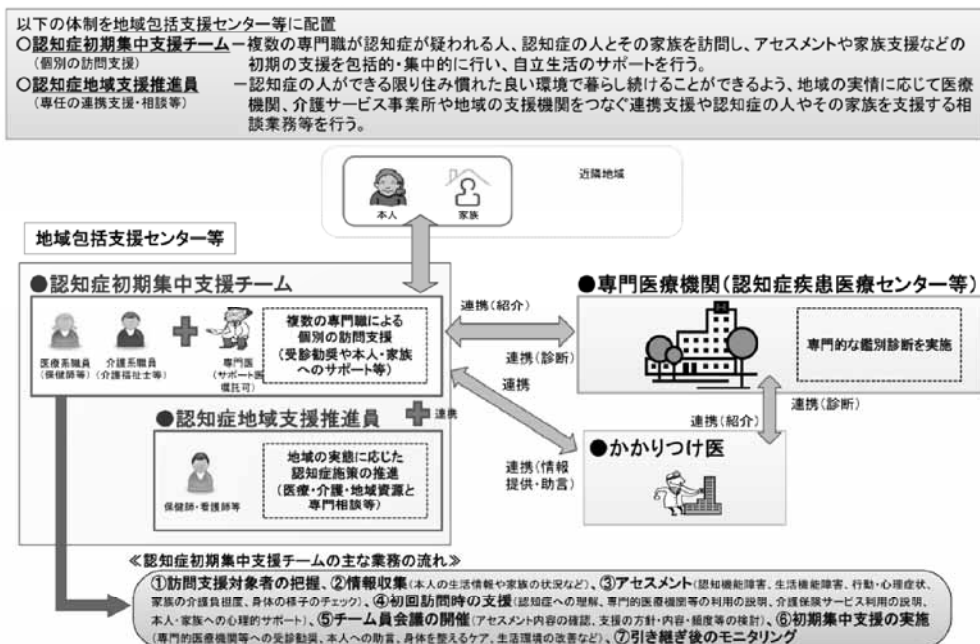 以下の体制を地域包括支援センター等に配置
○認知症初期集中支援チーム－複数の専門職が認知症が疑われる人、認知症の人とその家族を訪問し、アセスメントや家族支援などの
（個別の訪問支援） 初期の支援を包括的・集中的に行い、自立生活のサポートを行う。
○認知症地域支援推進員 －認知症の人ができる限り住み慣れた良い環境で暮らし続けることができるよう、地域の実情に応じて医療
（専任の連携支援・相談等） 機関、介護サービス事業所や地域の支援機関をつなぐ連携支援や認知症の人やその家族を支援する相
談業務等を行う。
近隣地域
本人 家族
地域包括支援センター等
●認知症初期集中支援チーム
医療系職員
（保健師等）
介護系職員
（介護福祉士等）
専門医
（サポート医
嘱託可）
複数の専門職による
個別の訪問支援
（受診勧奨や本人・家族
へのサポート等）
連携（紹介）
連携（診断）
連携
●専門医療機関（認知症疾患医療センター等）
専門的な鑑別診断を実施
連携（紹介）
連携（診断）
連携
●認知症地域支援推進員
保健師・看護師等
地域の実態に応じた
認知症施策の推進
（医療・介護・地域資源と
専門相談等）
連携（情報
提供・助言）
●かかりつけ医
≪認知症初期集中支援チームの主な業務の流れ≫
①訪問支援対象者の把握、②情報収集（本人の生活情報や家族の状況など）、③アセスメント（認知機能障害、生活機能障害、行動・心理症状、
家族の介護負担度、身体の様子のチェック）、④初回訪問時の支援（認知症への理解、専門的医療機関等の利用の説明、介護保険サービス利用の説明、
本人・家族への心理的サポート）、⑤チーム員会議の開催（アセスメント内容の確認、支援の方針・内容・頻度等の検討）、⑥初期集中支援の実施
（専門的医療機関等への受診勧奨、本人への助言、身体を整えるケア、生活環境の改善など）、⑦引き継ぎ後のモニタリング